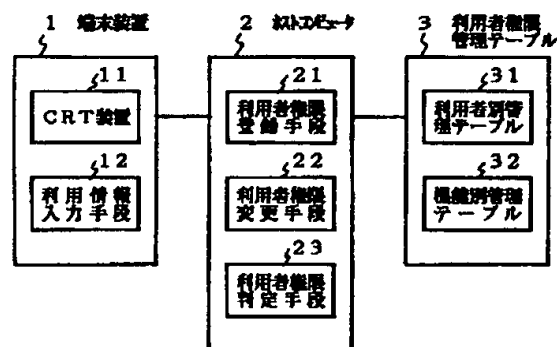 1 端末装置
11
CRT装置
12
利用情報
入力手段
2 ホストコンピュータ
21
利用者権限
登録手段
22
利用者権限
変更手段
23
利用者権限
判定手段
3 利用者権限
管理テーブル
31
利用者別管
理テーブル
32
機能別管理
テーブル